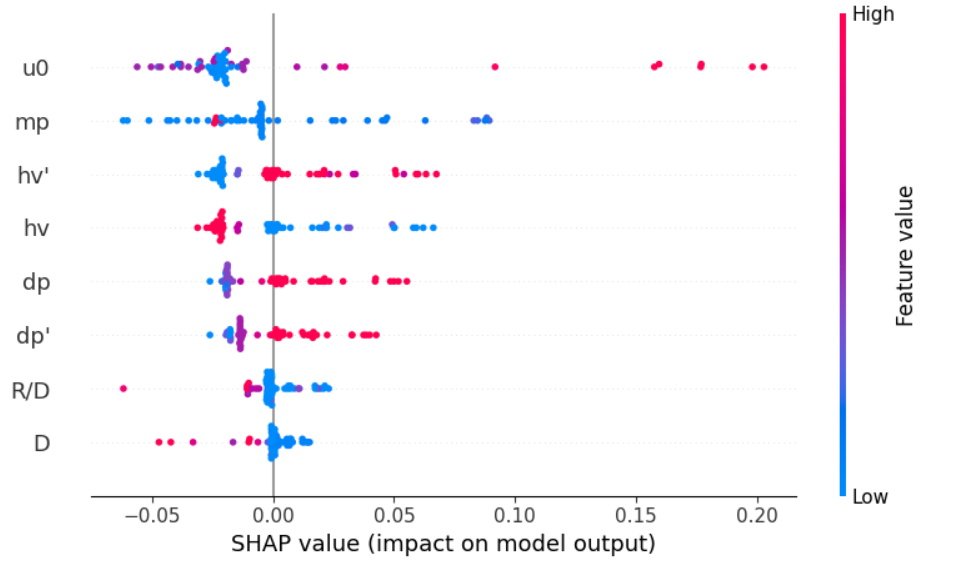 High
u0
mp
hv'
hv
dp
dp'
R/D
D
Feature value
Low
−0.05 0.00 0.05 0.10 0.15 0.20
SHAP value (impact on model output)